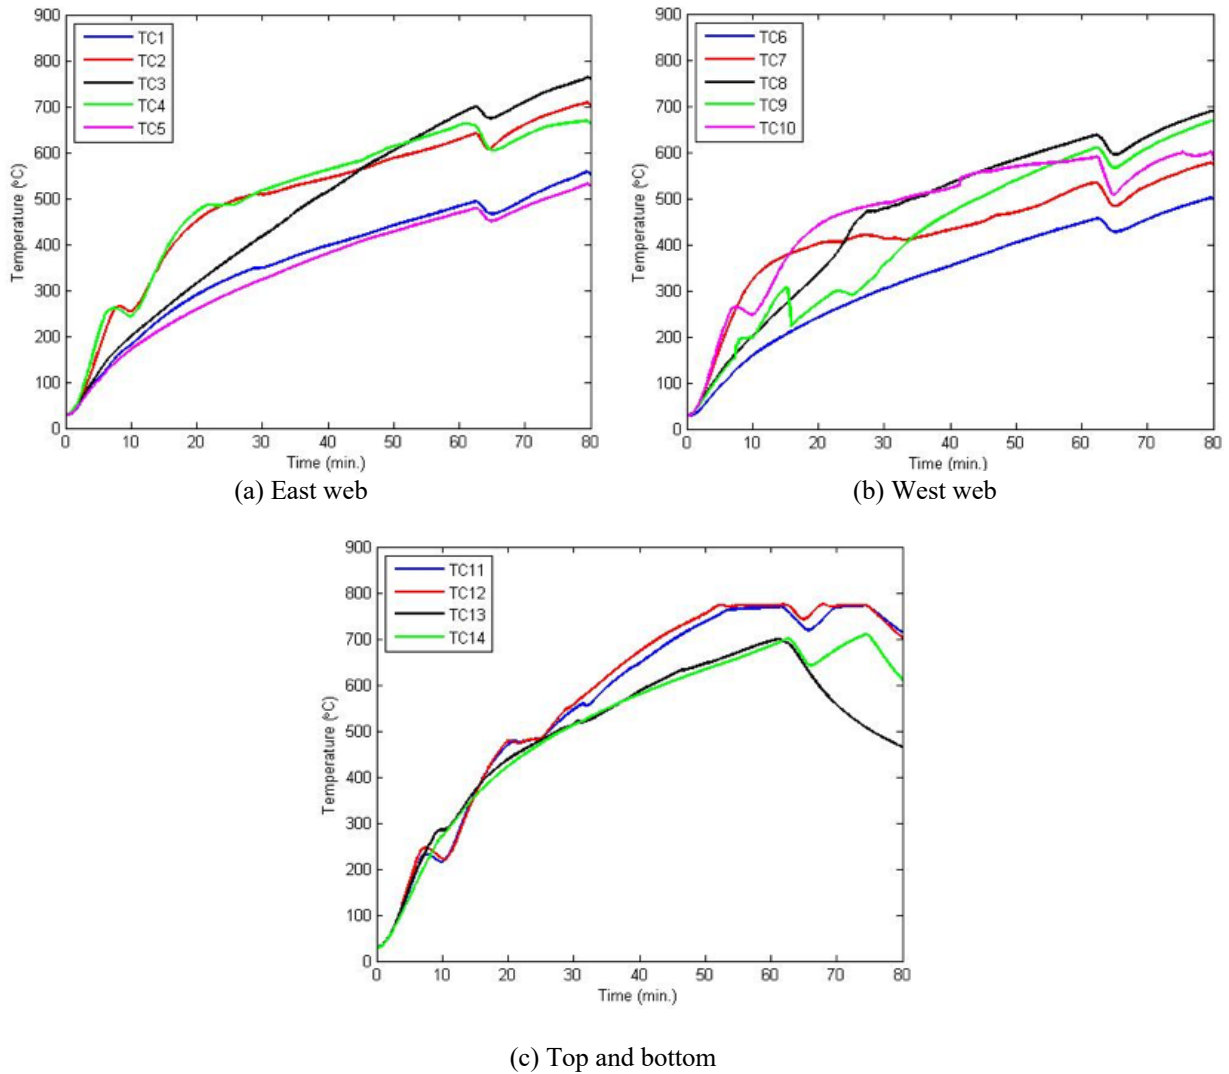 900
800
700
600
500
400
300
200
100
0
Temperature (°C)
TC1
TC2
TC3
TC4
TC5
0 10 20 30 40 50 60 70 80
Time (min.)
(a) East web
900
800
700
600
500
400
300
200
100
0
Temperature (°C)
TC6
TC7
TC8
TC9
TC10
0 10 20 30 40 50 60 70 80
Time (min.)
(b) West web
900
800
700
600
500
400
300
200
100
0
Temperature (°C)
TC11
TC12
TC13
TC14
0 10 20 30 40 50 60 70 80
Time (min.)
(c) Top and bottom